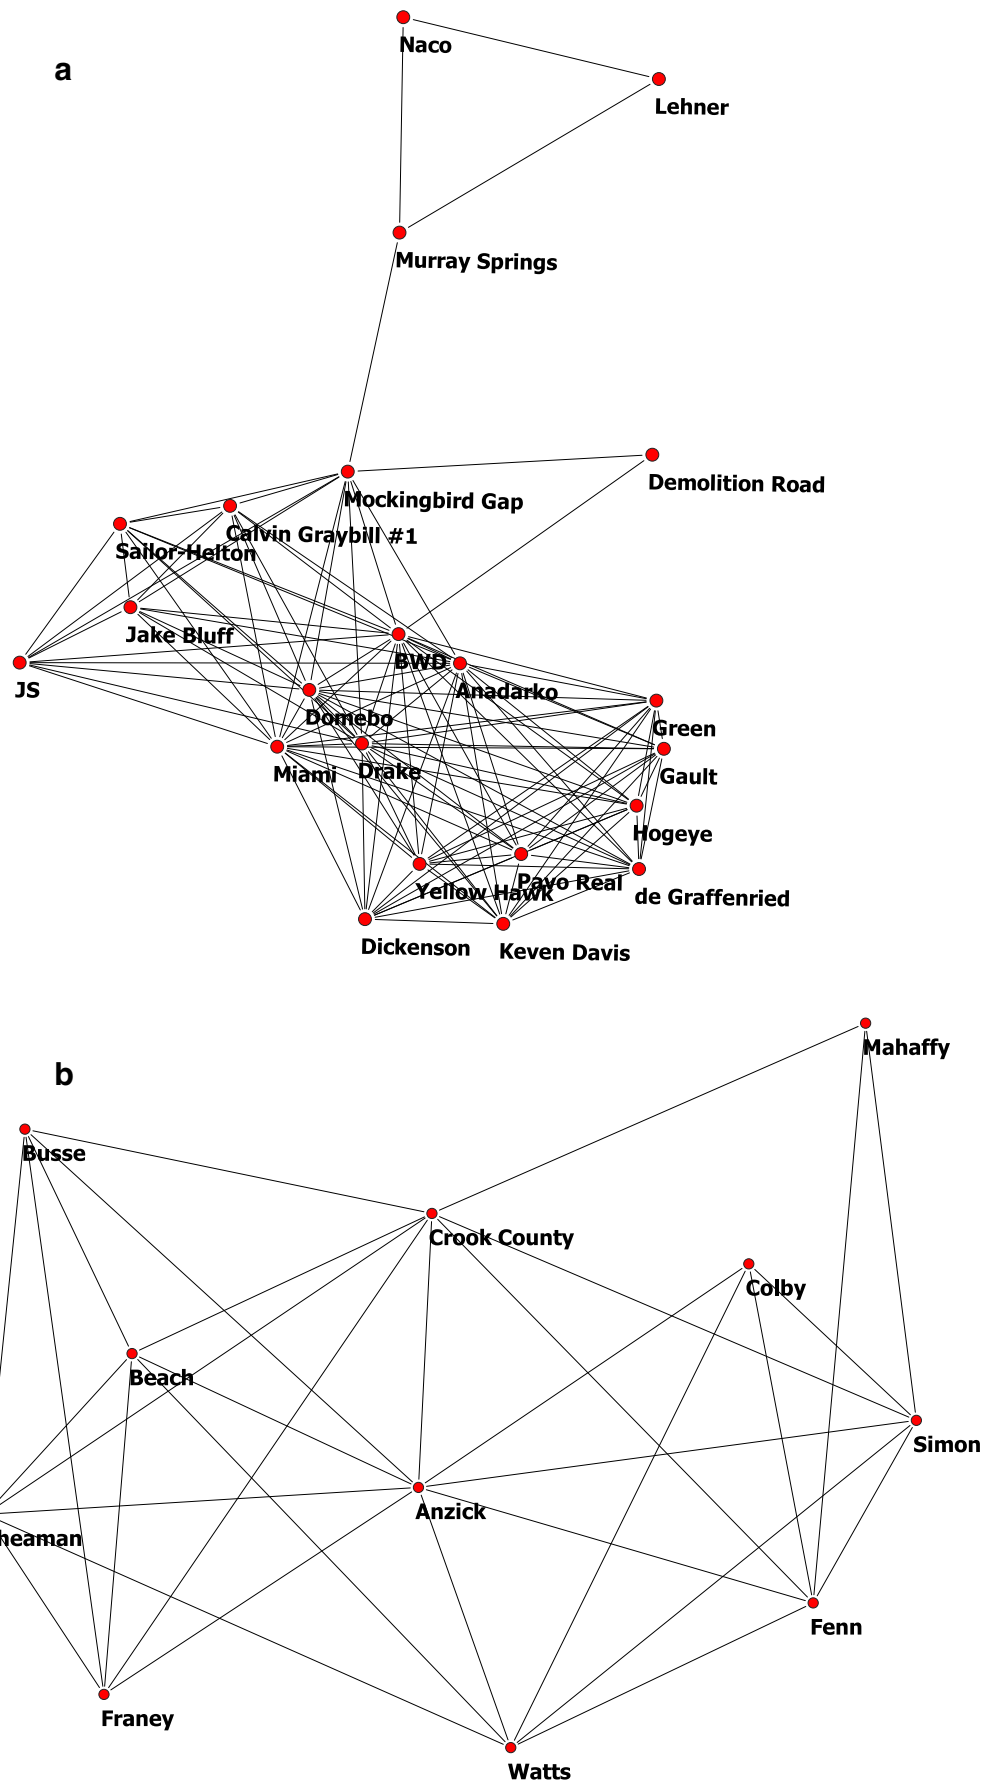 a
Naco
Lehner
Murray Springs
Demolition Road
Mockingbird Gap
Calvin Graybill #1
Sailor-Helton
Jake Bluff
BWD
JS
Anadarko
Domebo
Green
Miami
Drake
Gault
Hogeye
Payo Real
Yellow Hawk
de Graffenried
Dickenson
Keven Davis
Mahaffy
b
Busse
Crook County
Colby
Beach
Simon
Anzick
heaman
Fenn
Franey
Watts